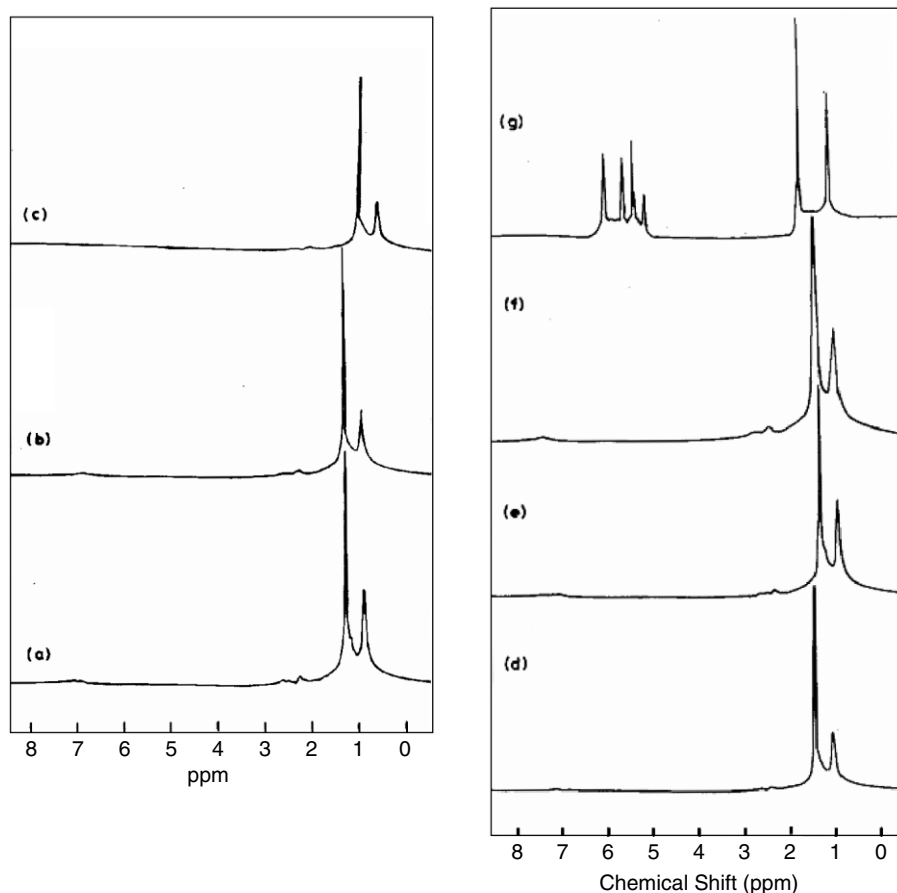 (c)
(b)
(a)
8 7 6 5 4 3 2 1 0
ppm
(g)
(f)
(e)
(d)
8 7 6 5 4 3 2 1 0
Chemical Shift (ppm)